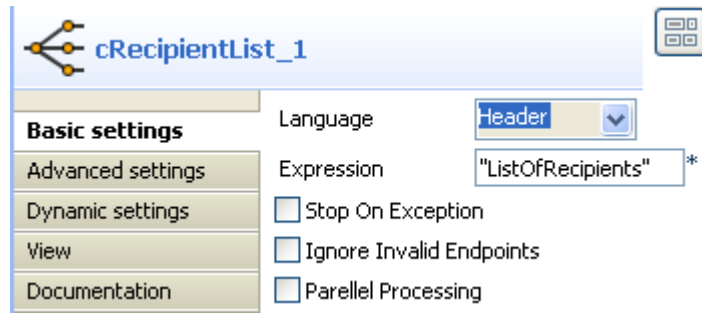 cRecipientList_1
Basic settings
Language Header
Advanced settings
Expression "ListOfRecipients" *
Dynamic settings
Stop On Exception
View
Ignore Invalid Endpoints
Documentation
Parellel Processing